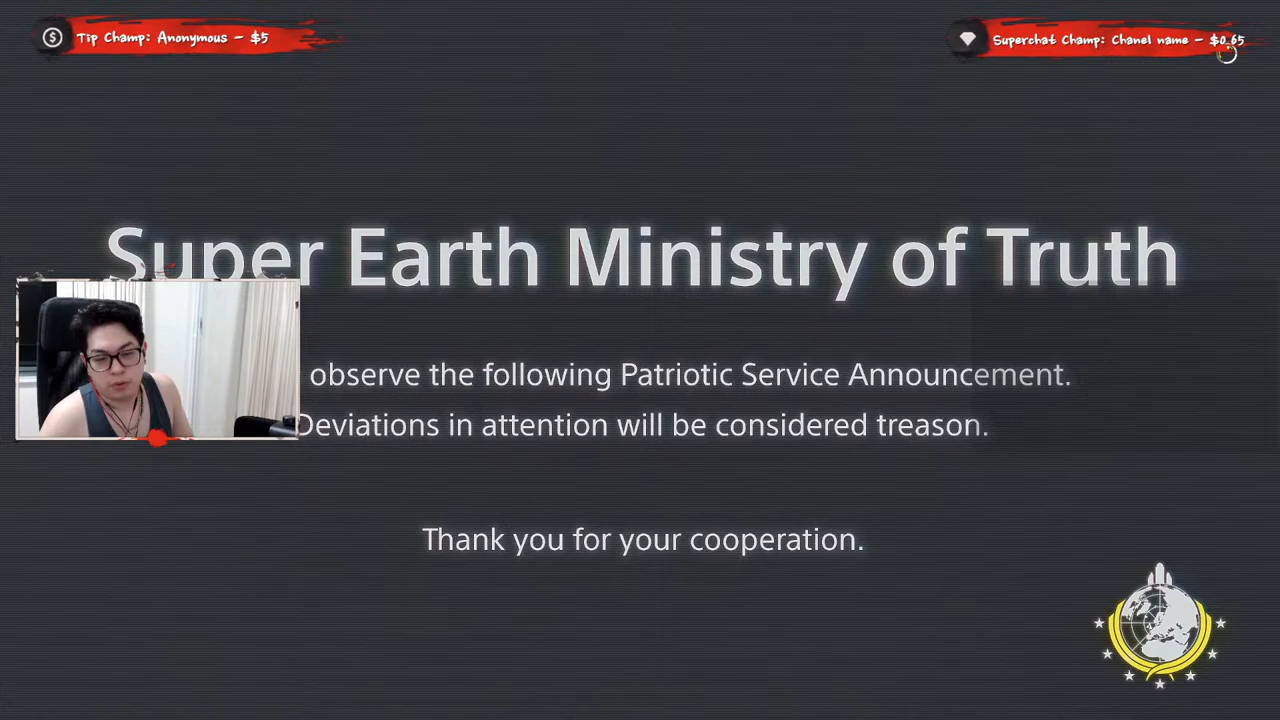 Tip Champ: Anonymous - $5
Superchat Champ: Chanel name - $0.65
Super Earth Ministry of Truth
observe the following Patriotic Service Announcement.
Deviations in attention will be considered treason.
Thank you for your cooperation.